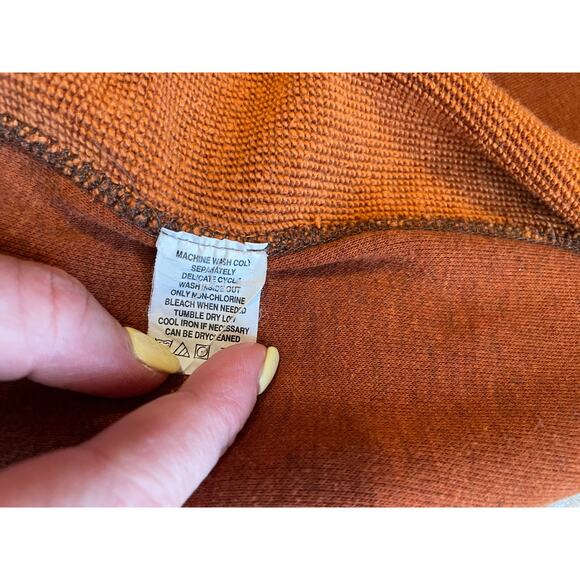 MACHINE WASH COLD
SEPARATELY
DELICATE CYCLE
WASH INSIDE OUT
ONLY NON-CHLORINE
BLEACH WHEN NEEDED
TUMBLE DRY LOW
COOL IRON IF NECESSARY
CAN BE DRYCLEANED